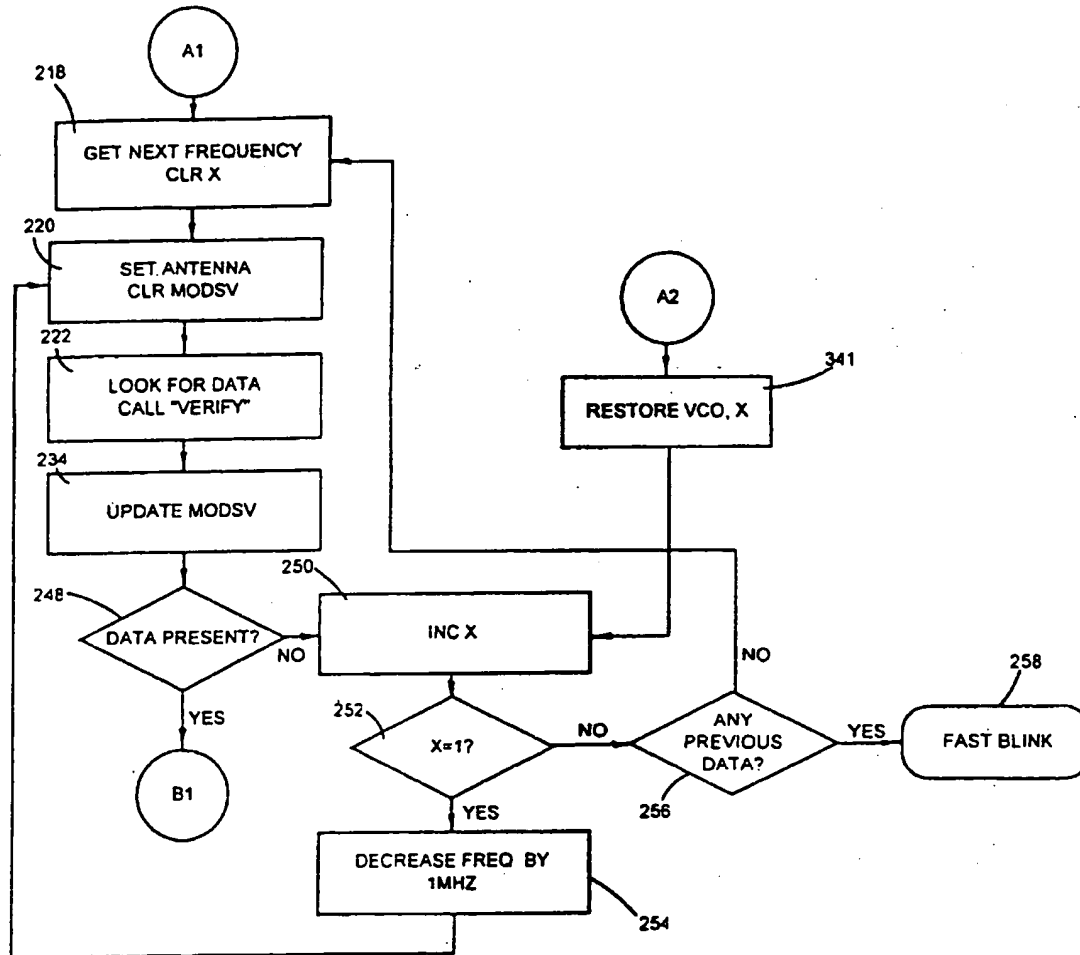 A1
218
GET NEXT FREQUENCY
CLR X
220
SET ANTENNA
CLR MODSV
A2
222
LOOK FOR DATA
CALL "VERIFY"
341
RESTORE VCO, X
234
UPDATE MODSV
248
DATA PRESENT?
NO
250
INC X
NO
YES
252
X=1?
NO
ANY
PREVIOUS
DATA?
256
YES
258
FAST BLINK
B1
YES
DECREASE FREQ BY
1MHZ
254